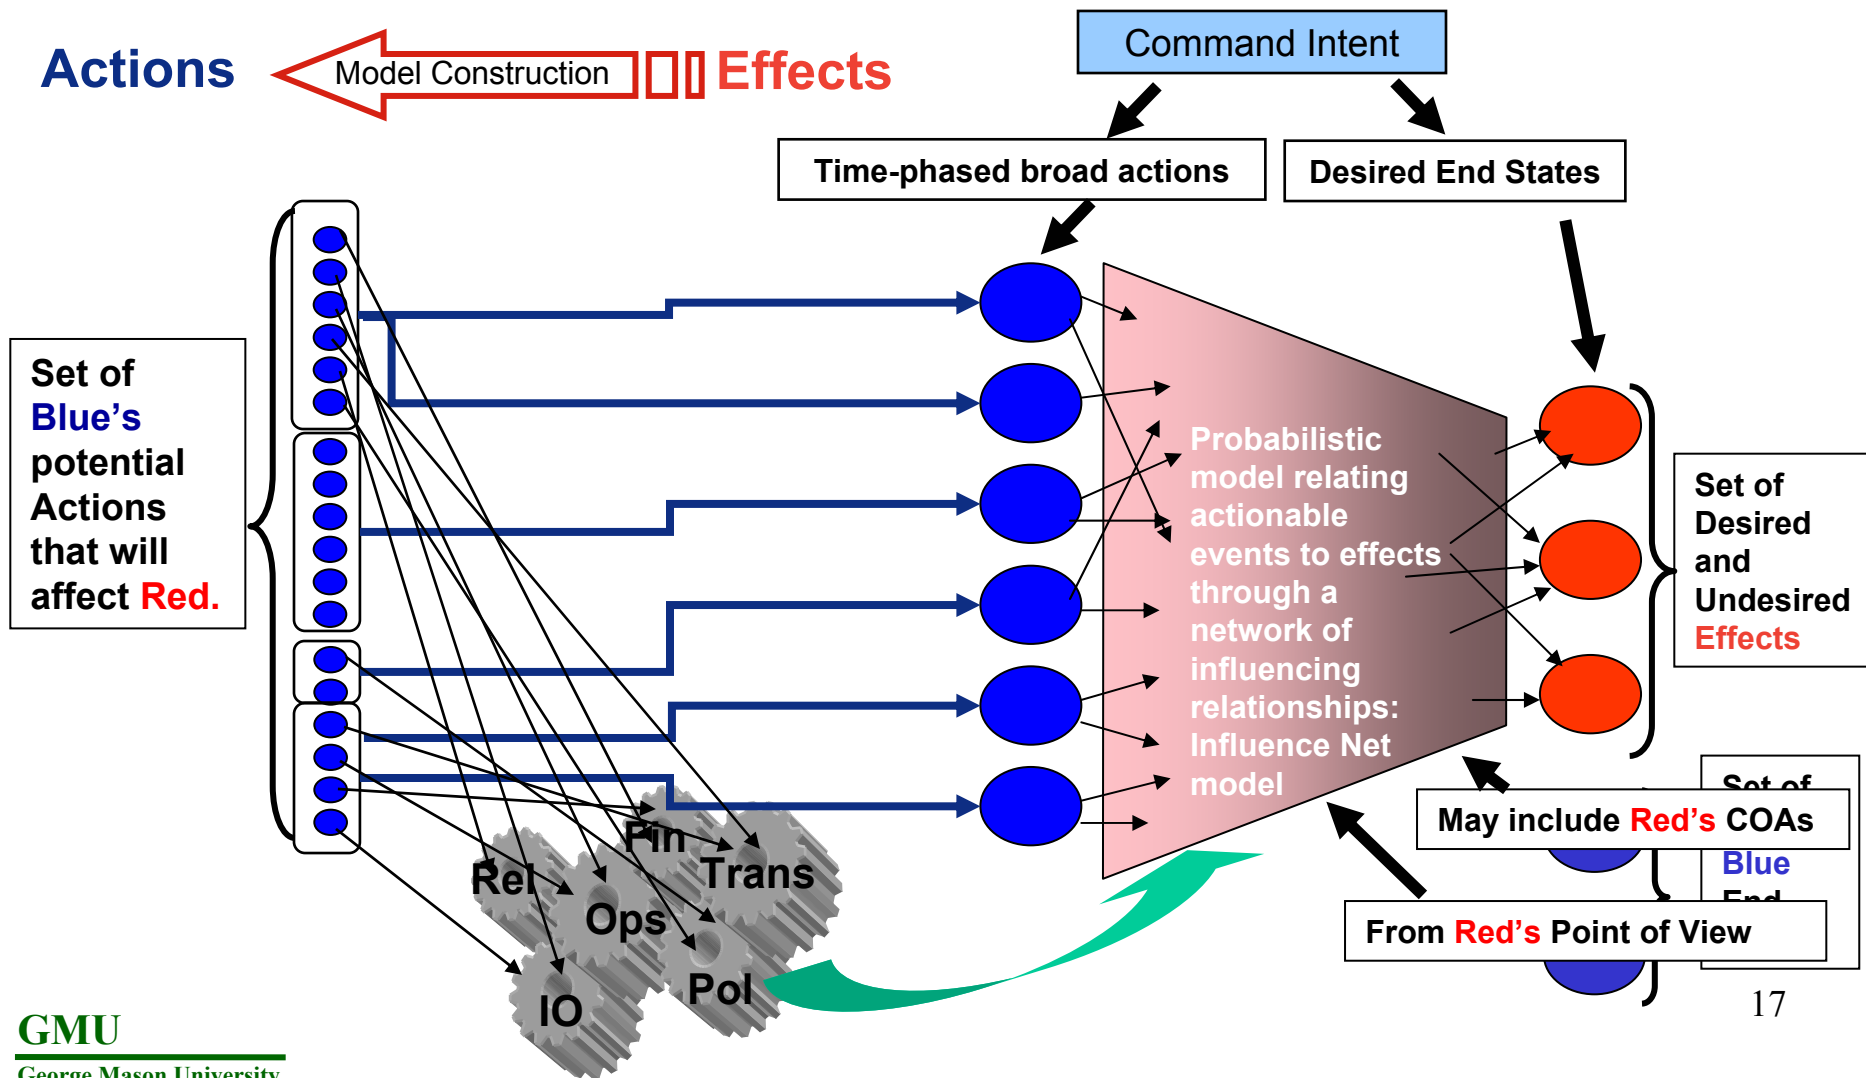 Actions
Model Construction
Effects
Command Intent
Time-phased broad actions
Desired End States
Set of
Blue's
potential
Actions
that will
affect Red.
Probabilistic
model relating
actionable
events to effects
through a
network of
influencing
relationships:
Influence Net
model
Set of
Desired
and
Undesired
Effects
Set of
Blue
End
May include Red's COAs
From Red's Point of View
Fin
Rel
Trans
Ops
Pol
IO
17
GMU
George Mason University